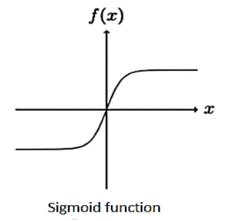 f(x)
x
Sigmoid function